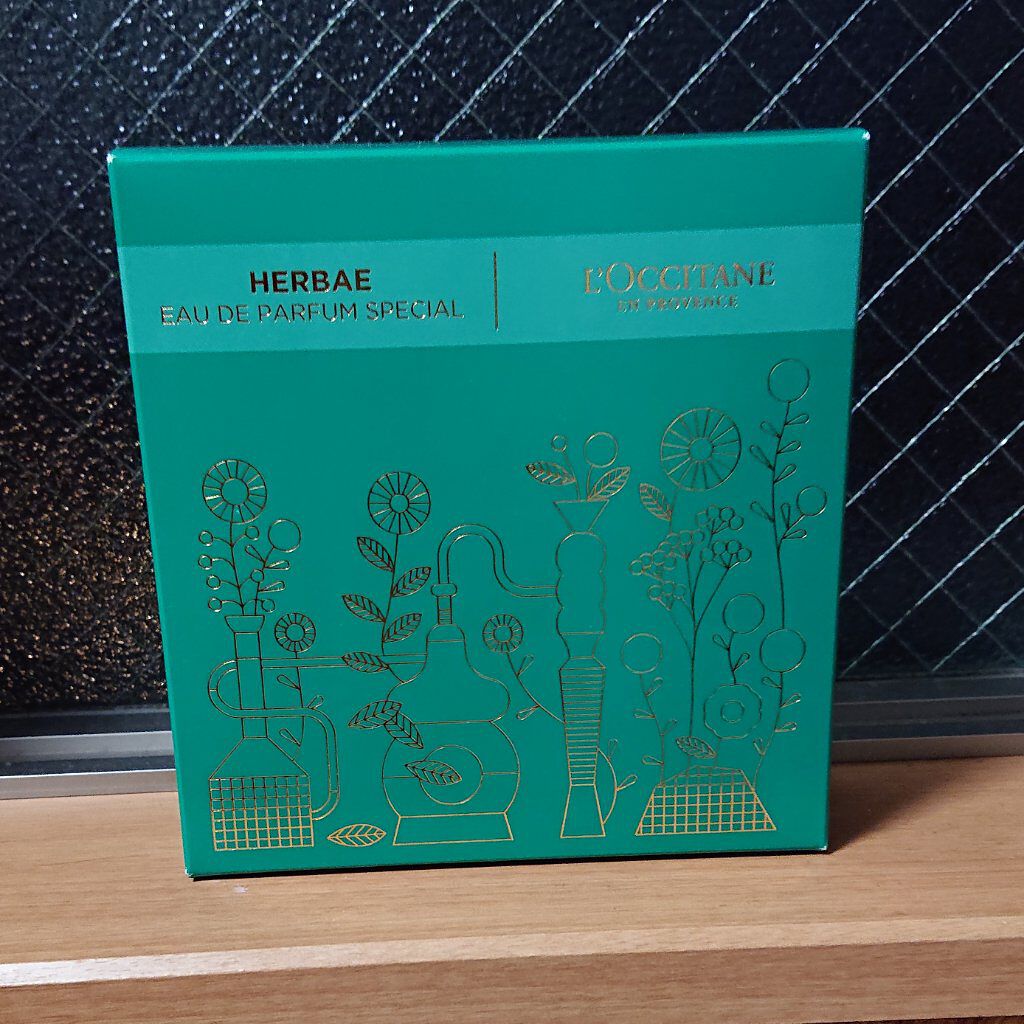 HERBAE
EAU DE PARFUM SPECIAL
L'OCCITANE
EN PROVENCE